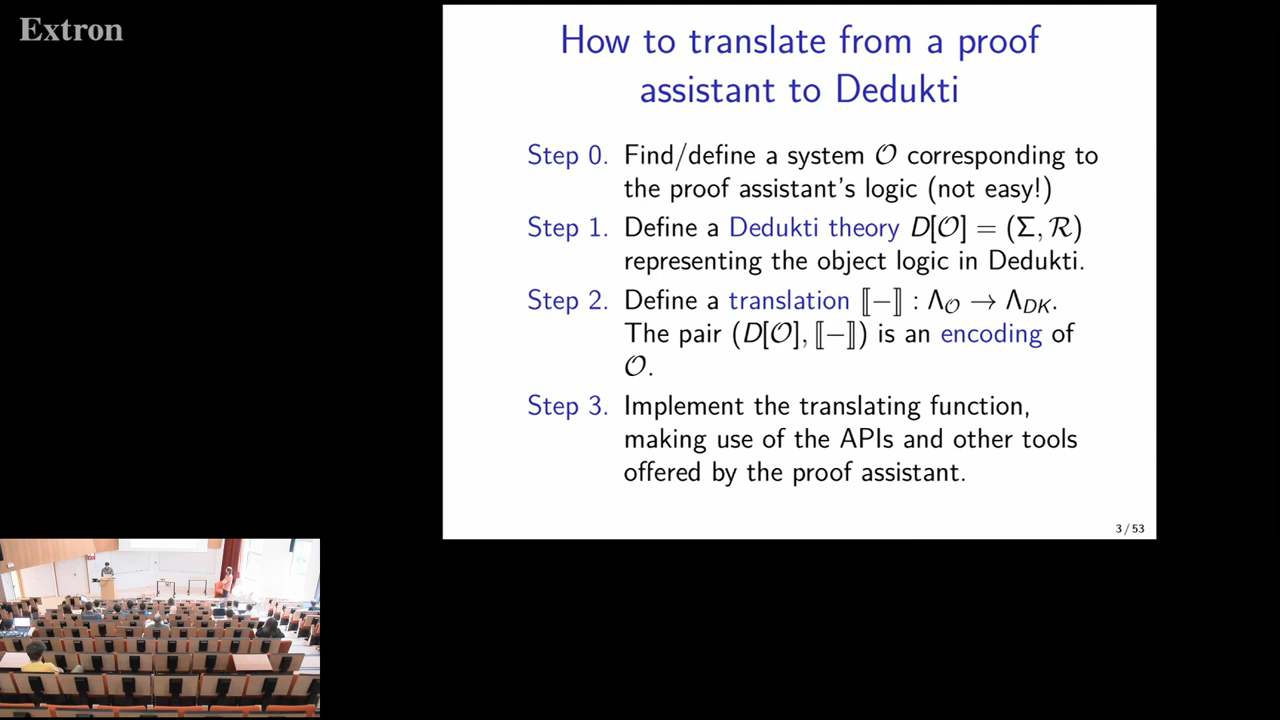 Extron
How to translate from a proof
assistant to Dedukti
Step 0. Find/define a system 𝒪 corresponding to
the proof assistant's logic (not easy!)
Step 1. Define a Dedukti theory D[𝒪] = (Σ, ℛ)
representing the object logic in Dedukti.
Step 2. Define a translation ⟦−⟧ : Λ𝒪 → ΛDK.
The pair (D[𝒪], ⟦−⟧) is an encoding of
𝒪.
Step 3. Implement the translating function,
making use of the APIs and other tools
offered by the proof assistant.
3 / 53